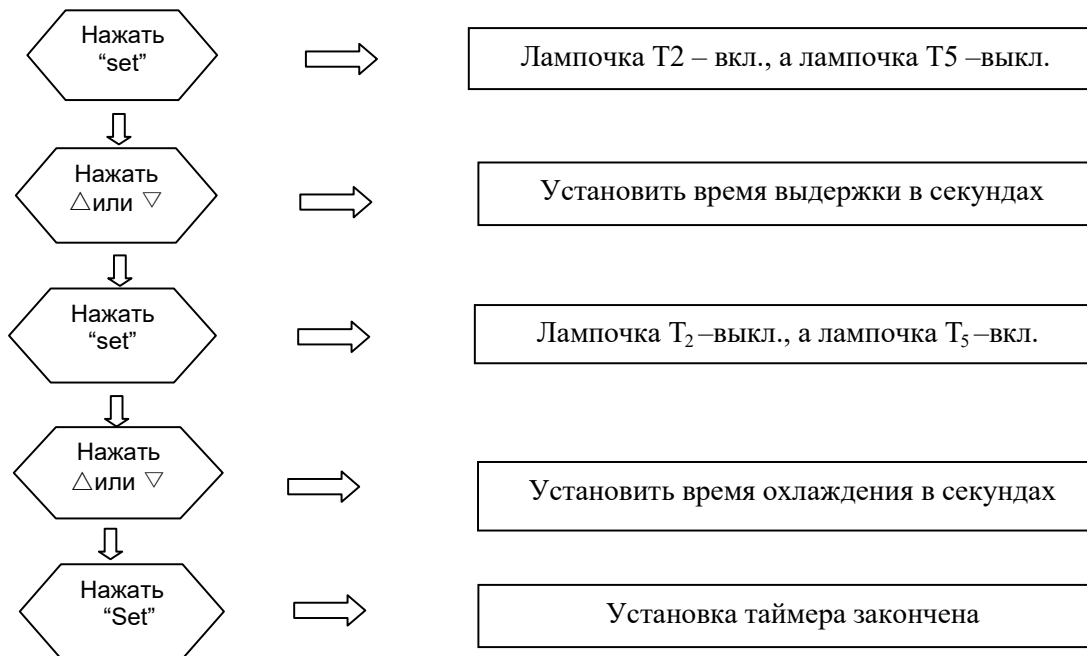 Нажать
“set”
Лампочка Т2 – вкл., а лампочка Т5 –выкл.
Нажать
△или ▽
Установить время выдержки в секундах
Нажать
“set”
Лампочка Т₂–выкл., а лампочка Т₅–вкл.
Нажать
△или ▽
Установить время охлаждения в секундах
Нажать
“Set”
Установка таймера закончена